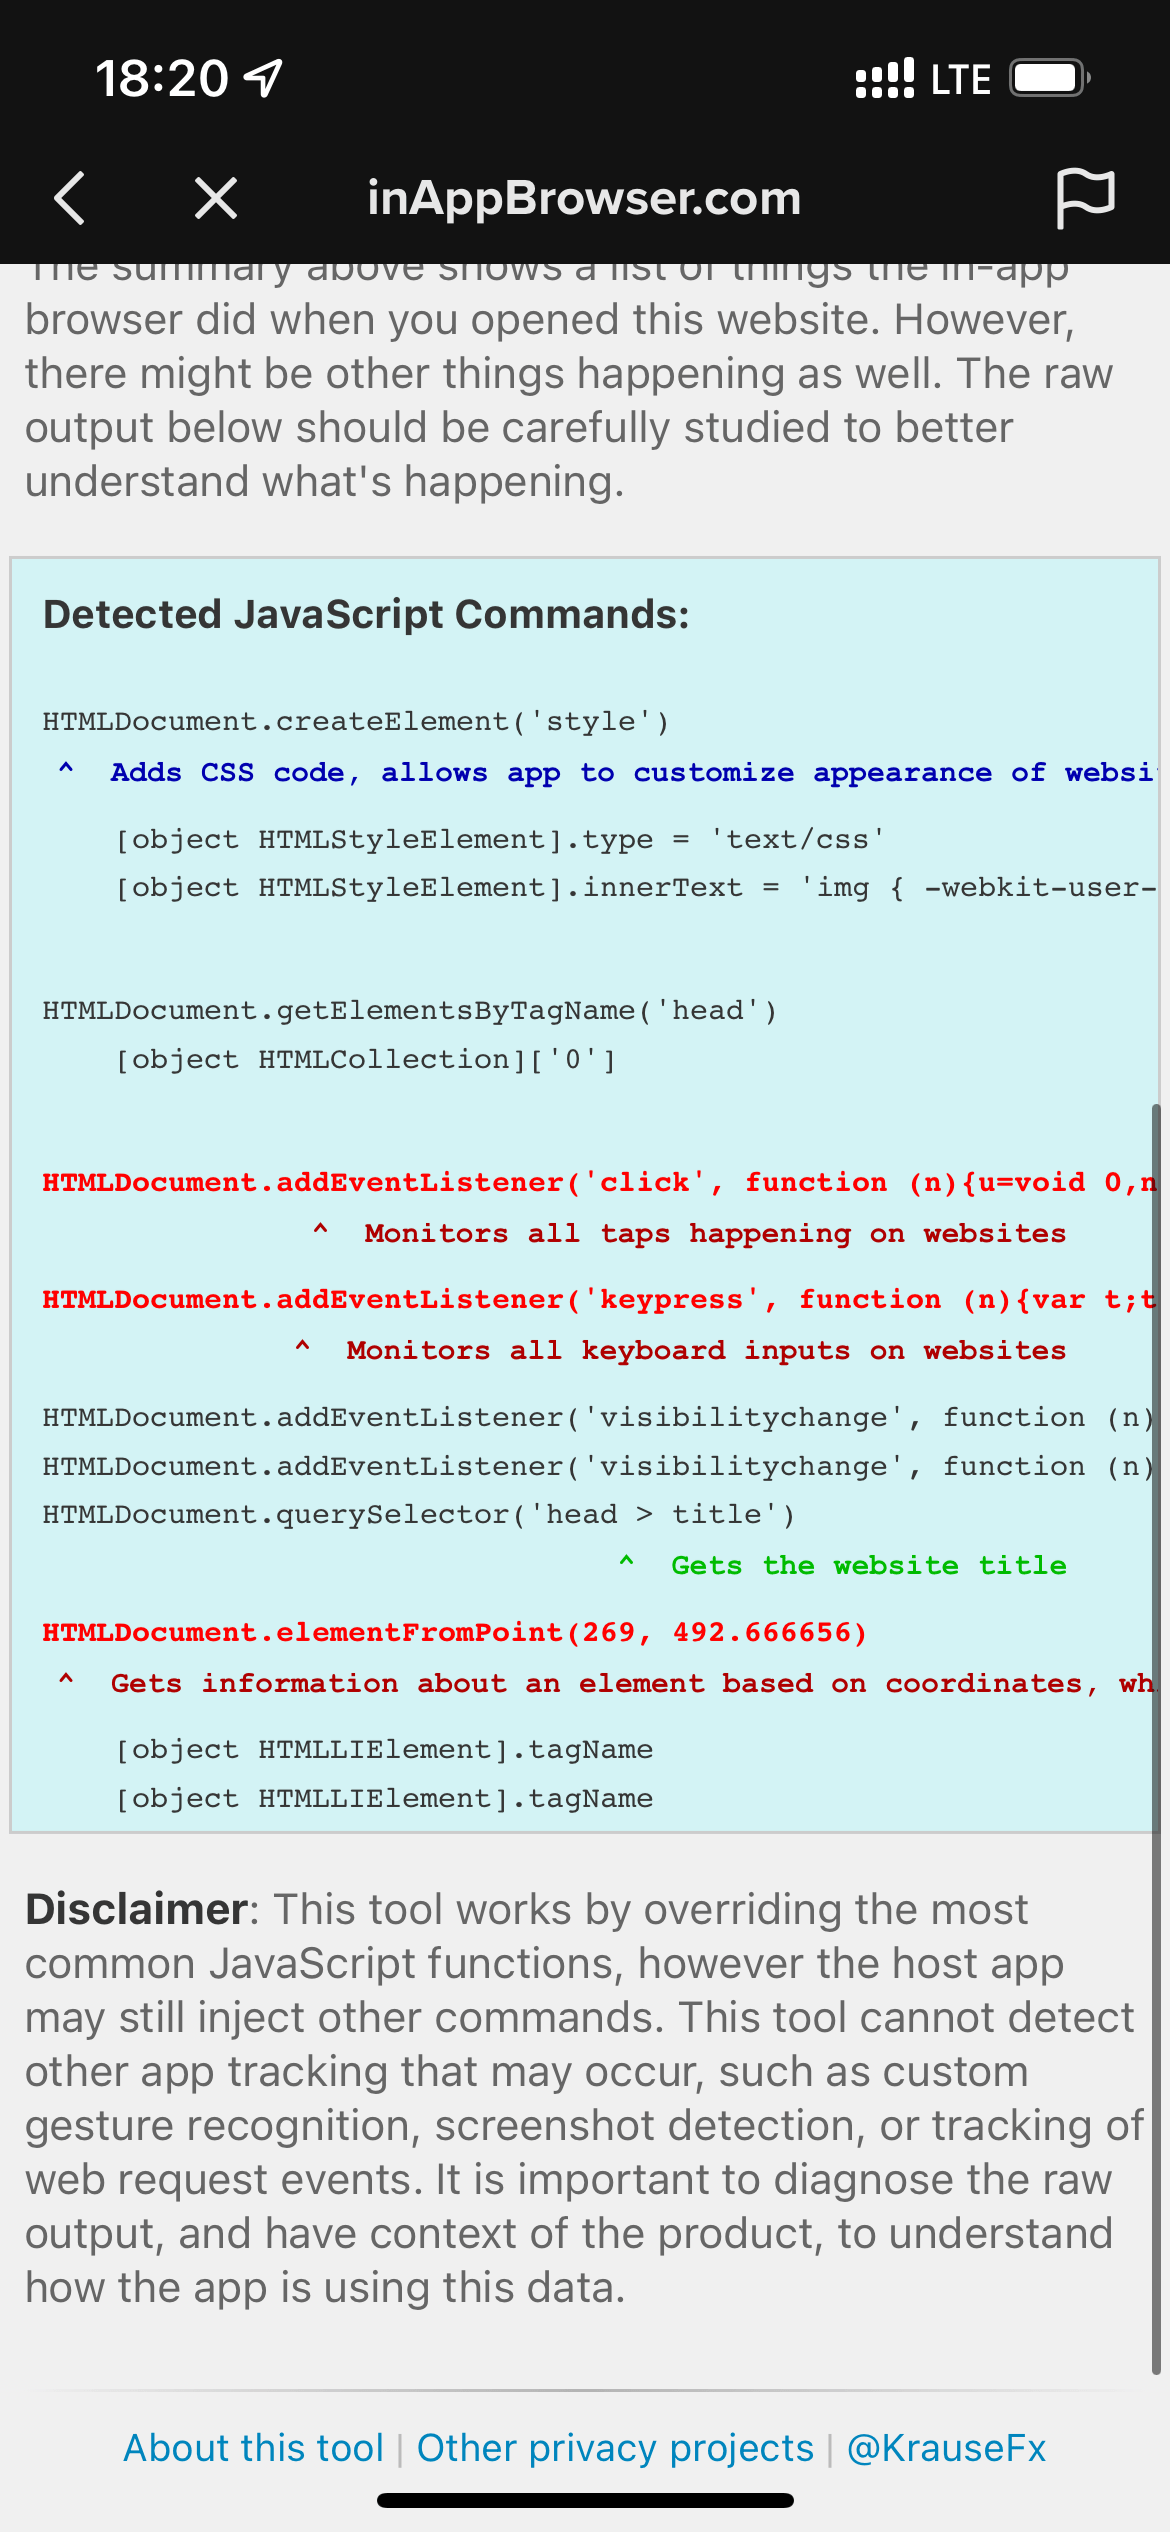 18:20
LTE
inAppBrowser.com
The summary above shows a list of things the in-app
browser did when you opened this website. However,
there might be other things happening as well. The raw
output below should be carefully studied to better
understand what's happening.
Detected JavaScript Commands:
HTMLDocument.createElement('style')
^  Adds CSS code, allows app to customize appearance of websi
[object HTMLStyleElement].type = 'text/css'
[object HTMLStyleElement].innerText = 'img { -webkit-user-
HTMLDocument.getElementsByTagName('head')
[object HTMLCollection]['0']
HTMLDocument.addEventListener('click', function (n){u=void 0,n
^  Monitors all taps happening on websites
HTMLDocument.addEventListener('keypress', function (n){var t;t
^  Monitors all keyboard inputs on websites
HTMLDocument.addEventListener('visibilitychange', function (n)
HTMLDocument.addEventListener('visibilitychange', function (n)
HTMLDocument.querySelector('head > title')
^  Gets the website title
HTMLDocument.elementFromPoint(269, 492.666656)
^  Gets information about an element based on coordinates, wh
[object HTMLLIElement].tagName
[object HTMLLIElement].tagName
Disclaimer: This tool works by overriding the most
common JavaScript functions, however the host app
may still inject other commands. This tool cannot detect
other app tracking that may occur, such as custom
gesture recognition, screenshot detection, or tracking of
web request events. It is important to diagnose the raw
output, and have context of the product, to understand
how the app is using this data.
About this tool | Other privacy projects | @KrauseFx